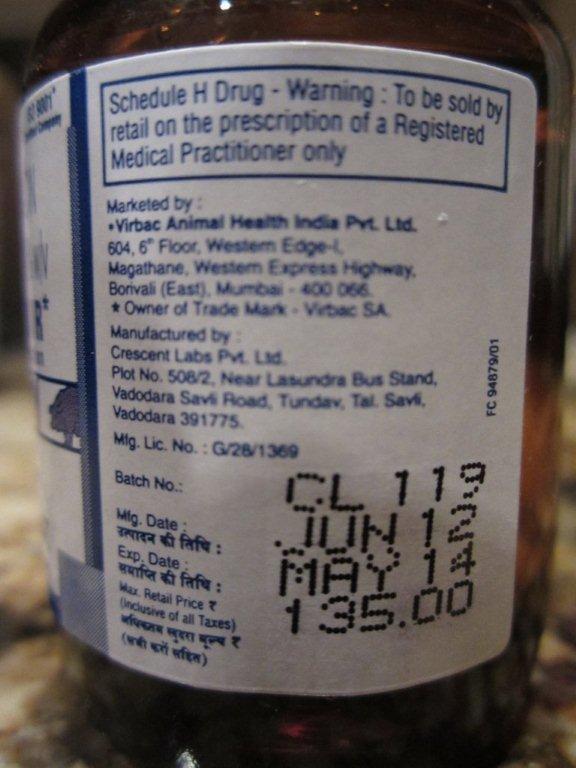 ISO 9001
Schedule H Drug - Warning : To be sold by
retail on the prescription of a Registered
Medical Practitioner only
Marketed by :
•Virbac Animal Health India Pvt. Ltd.
604, 6th Floor, Western Edge-I,
Magathane, Western Express Highway,
Borivali (East), Mumbai - 400 066.
* Owner of Trade Mark - Virbac SA.
Manufactured by :
Crescent Labs Pvt. Ltd.
Plot No. 508/2, Near Lasundra Bus Stand,
Vadodara Savli Road, Tundav, Tal. Savli,
Vadodara 391775.
Mfg. Lic. No. : G/28/1369
FC 94879/01
Batch No.: CL 119
Mfg. Date : JUN 12
उत्पादन की तिथि :
Exp. Date : MAY 14
समाप्ति की तिथि :
Max. Retail Price ₹ 135.00
(Inclusive of all Taxes)
अधिकतम खुदरा मूल्य ₹
(सभी करों सहित)